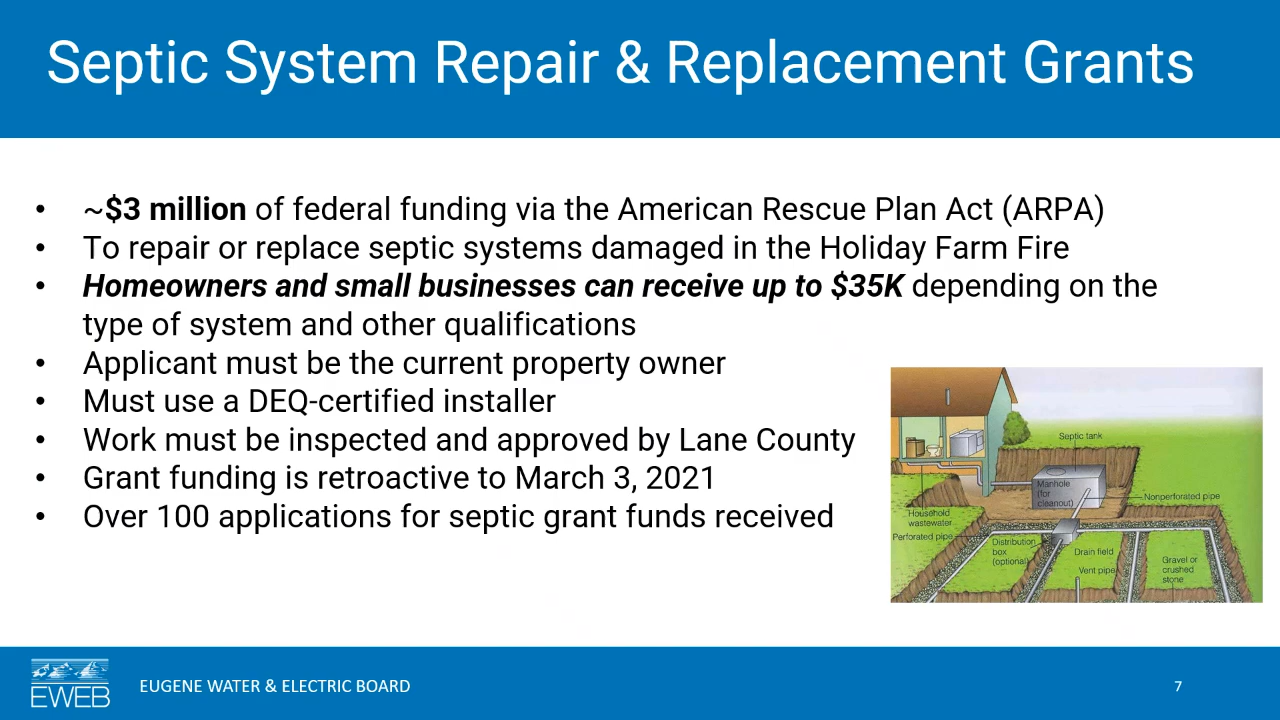 Septic System Repair & Replacement Grants
• ~$3 million of federal funding via the American Rescue Plan Act (ARPA)
• To repair or replace septic systems damaged in the Holiday Farm Fire
• Homeowners and small businesses can receive up to $35K depending on the
type of system and other qualifications
• Applicant must be the current property owner
• Must use a DEQ-certified installer
• Work must be inspected and approved by Lane County
• Grant funding is retroactive to March 3, 2021
• Over 100 applications for septic grant funds received
Septic tank
Manhole
(for
cleanout)
Nonperforated pipe
Household
wastewater
Perforated pipe
Distribution
box
(optional)
Drain field
Vent pipe
Gravel or
crushed
stone
EWEB
EUGENE WATER & ELECTRIC BOARD
7